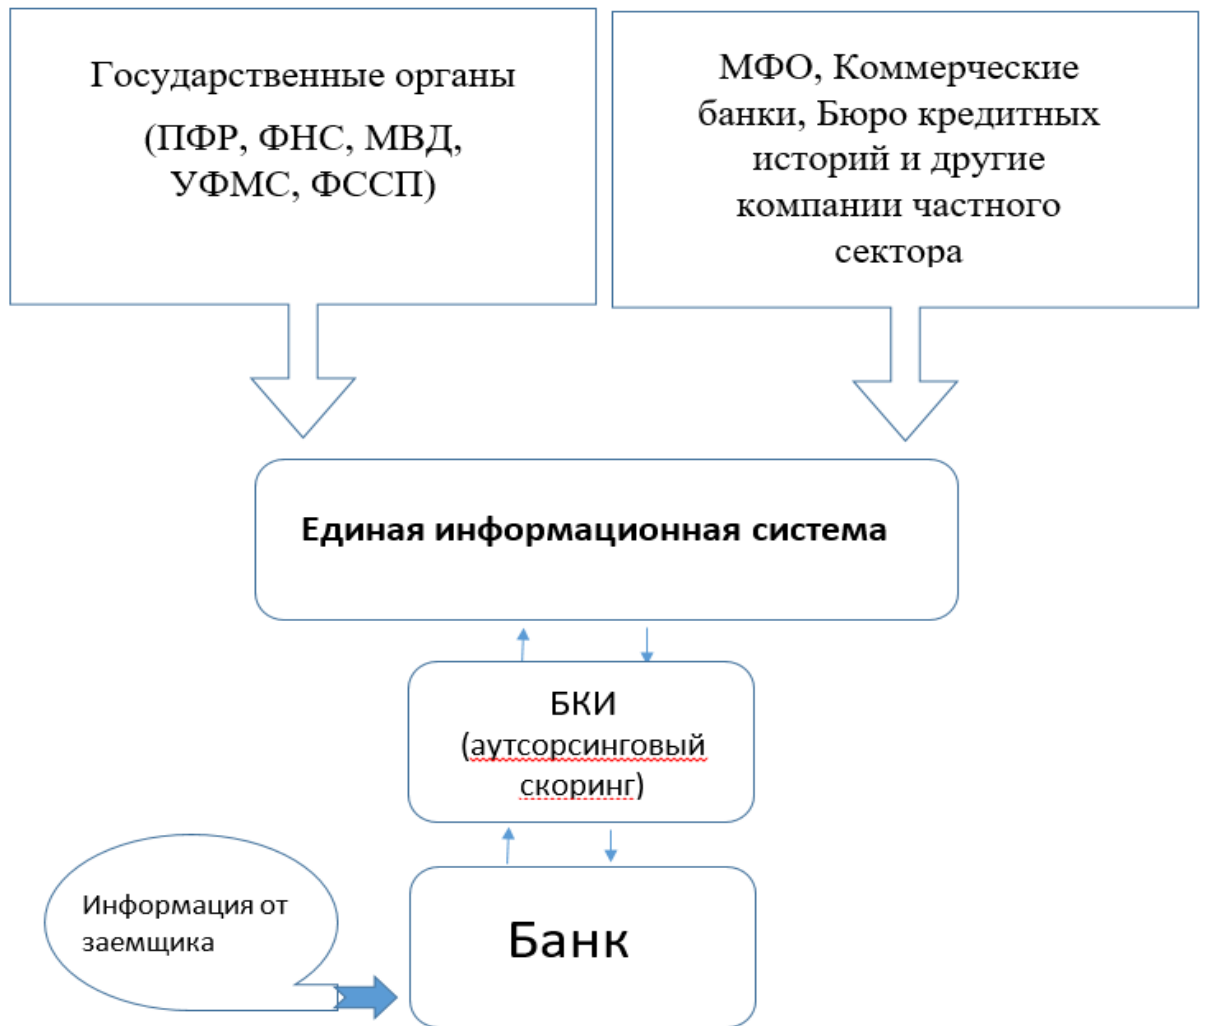 Государственные органы
(ПФР, ФНС, МВД,
УФМС, ФССП)
МФО, Коммерческие
банки, Бюро кредитных
историй и другие
компании частного
сектора
Единая информационная система
БКИ
(аутсорсинговый
скоринг)
Информация от
заемщика
Банк